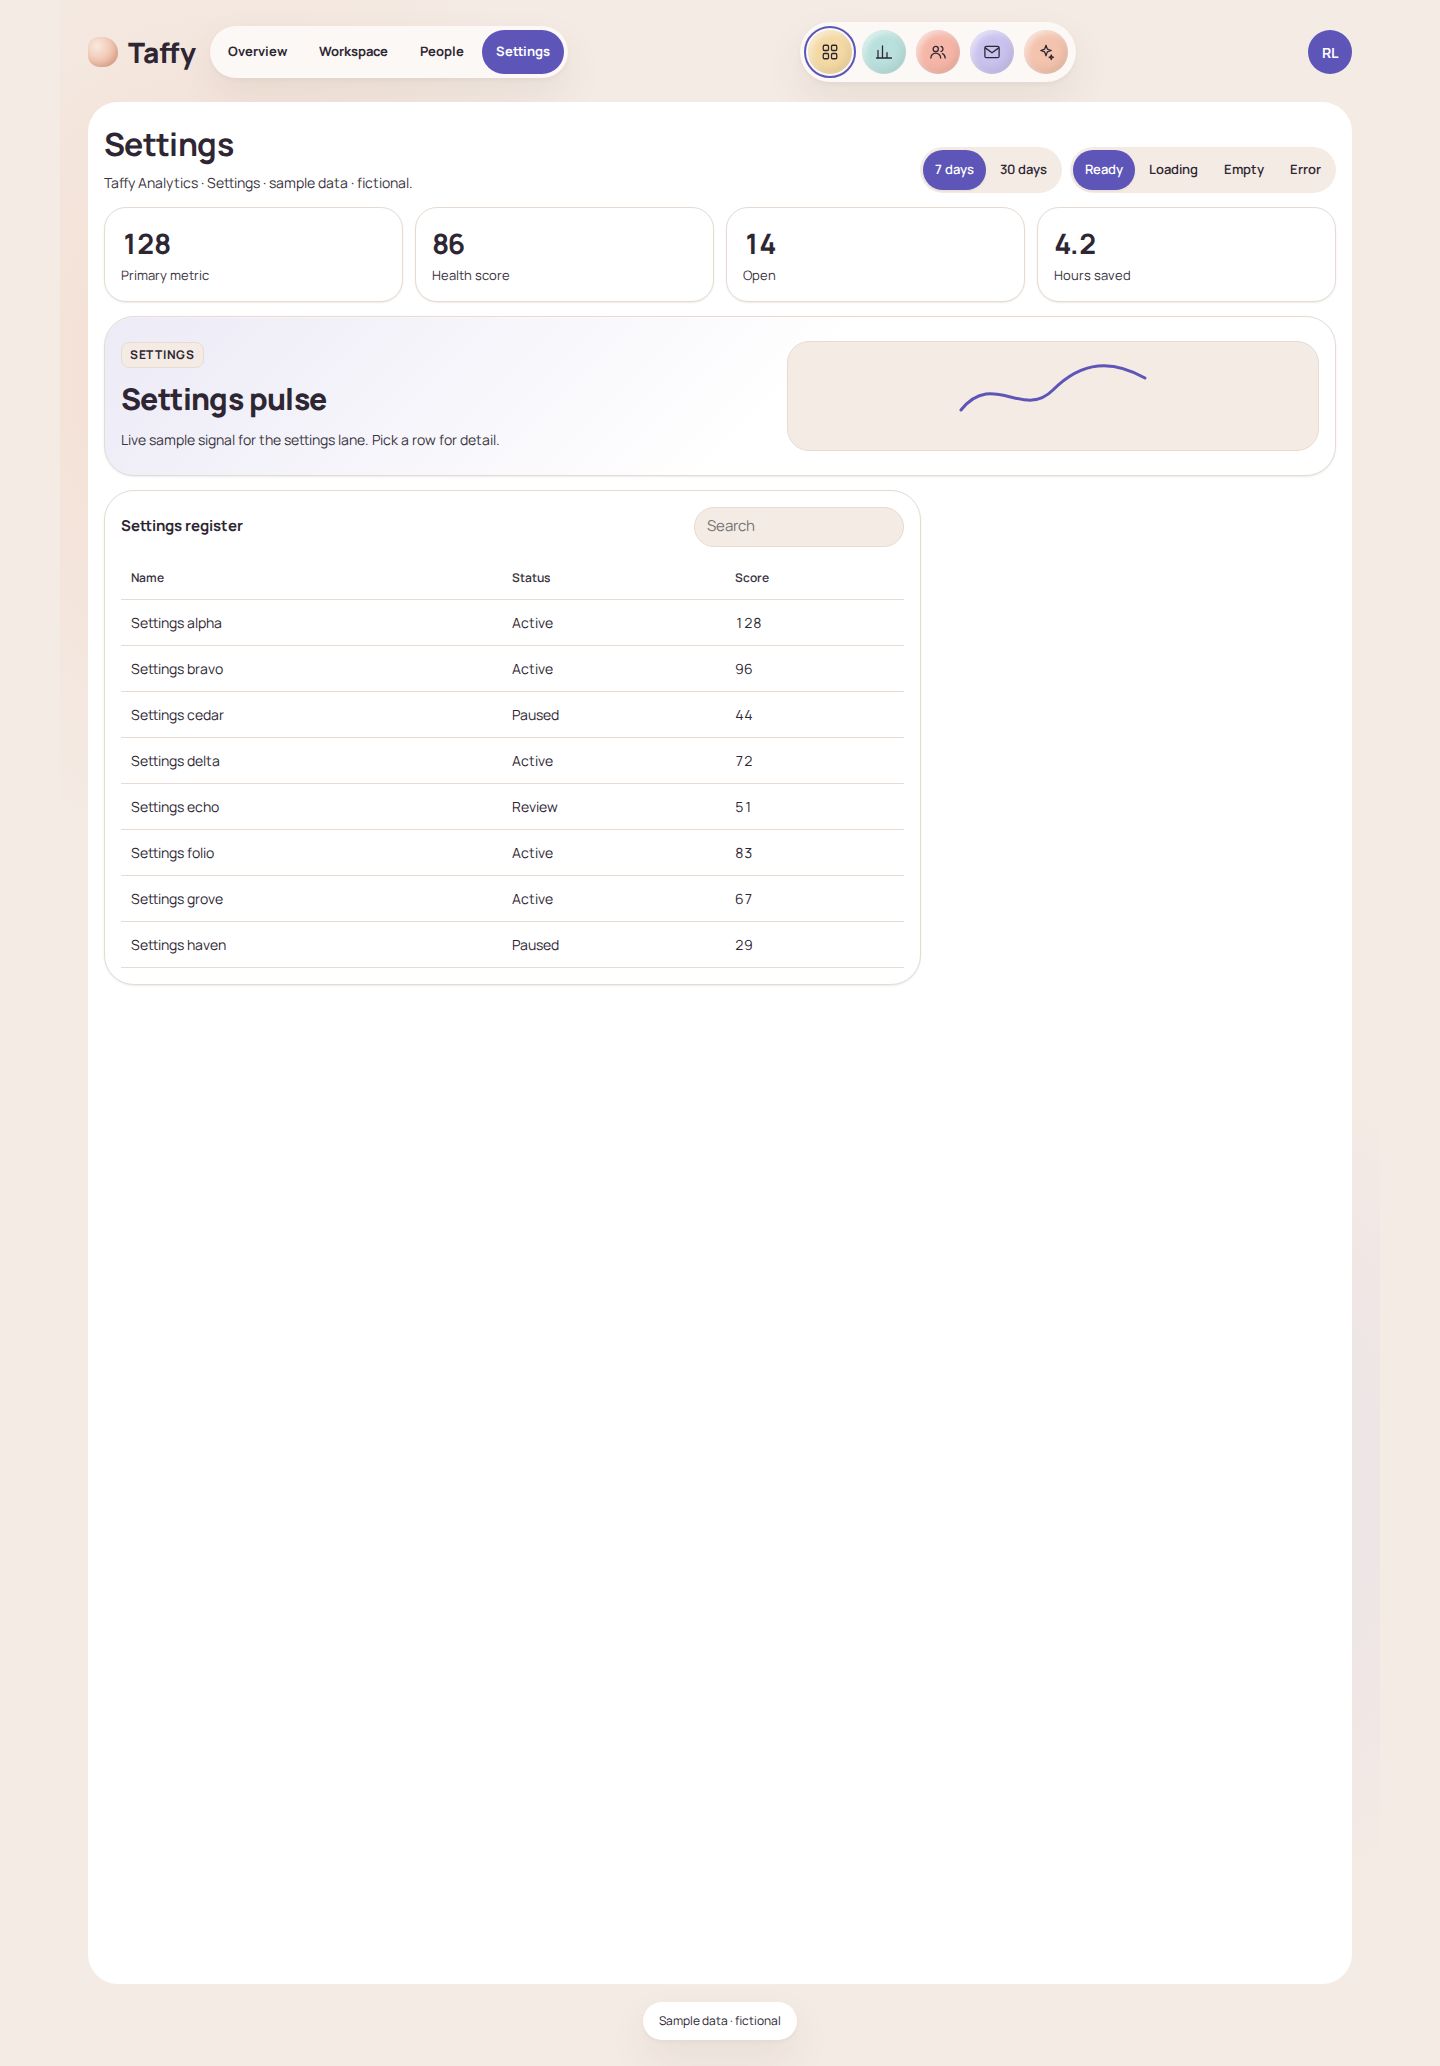 Taffy
Overview Workspace People Settings
RL
Settings
Taffy Analytics · Settings · sample data · fictional.
7 days 30 days Ready Loading Empty Error
128
Primary metric
86
Health score
14
Open
4.2
Hours saved
SETTINGS
Settings pulse
Live sample signal for the settings lane. Pick a row for detail.
Settings register
Search
Name Status Score
Settings alpha Active 128
Settings bravo Active 96
Settings cedar Paused 44
Settings delta Active 72
Settings echo Review 51
Settings folio Active 83
Settings grove Active 67
Settings haven Paused 29
Sample data · fictional